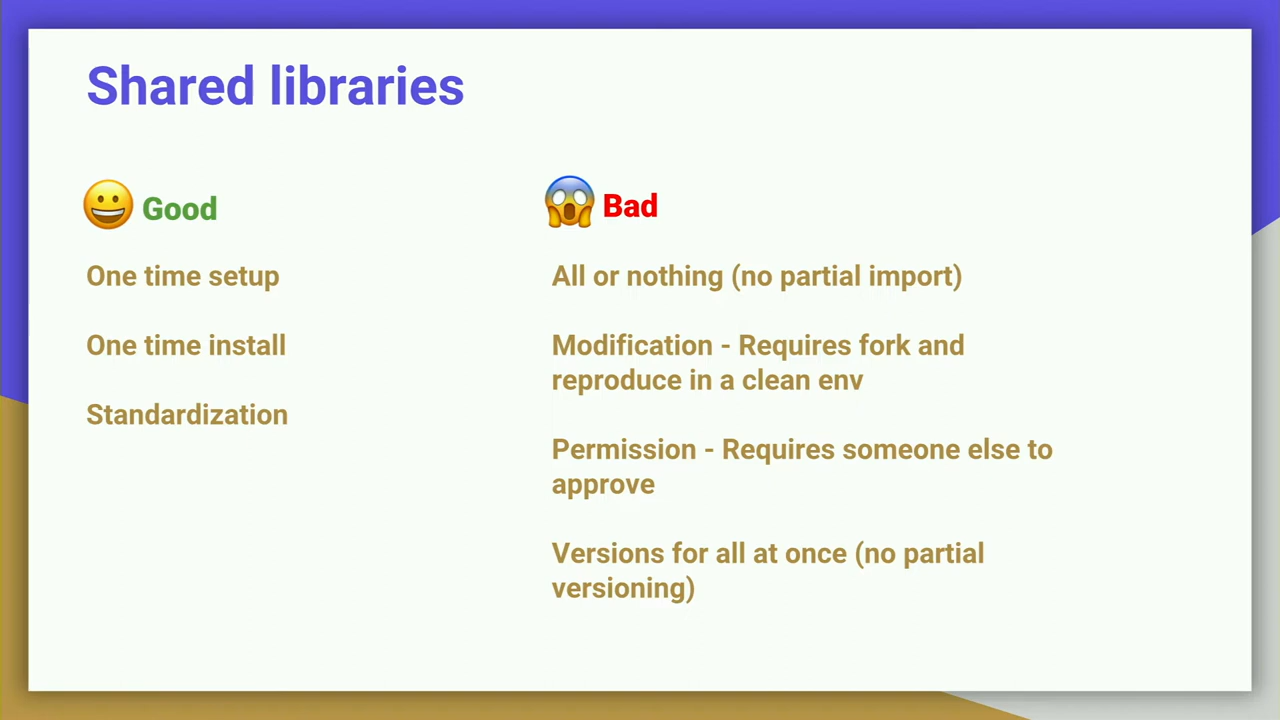 Shared libraries
Good
One time setup
One time install
Standardization
Bad
All or nothing (no partial import)
Modification - Requires fork and
reproduce in a clean env
Permission - Requires someone else to
approve
Versions for all at once (no partial
versioning)